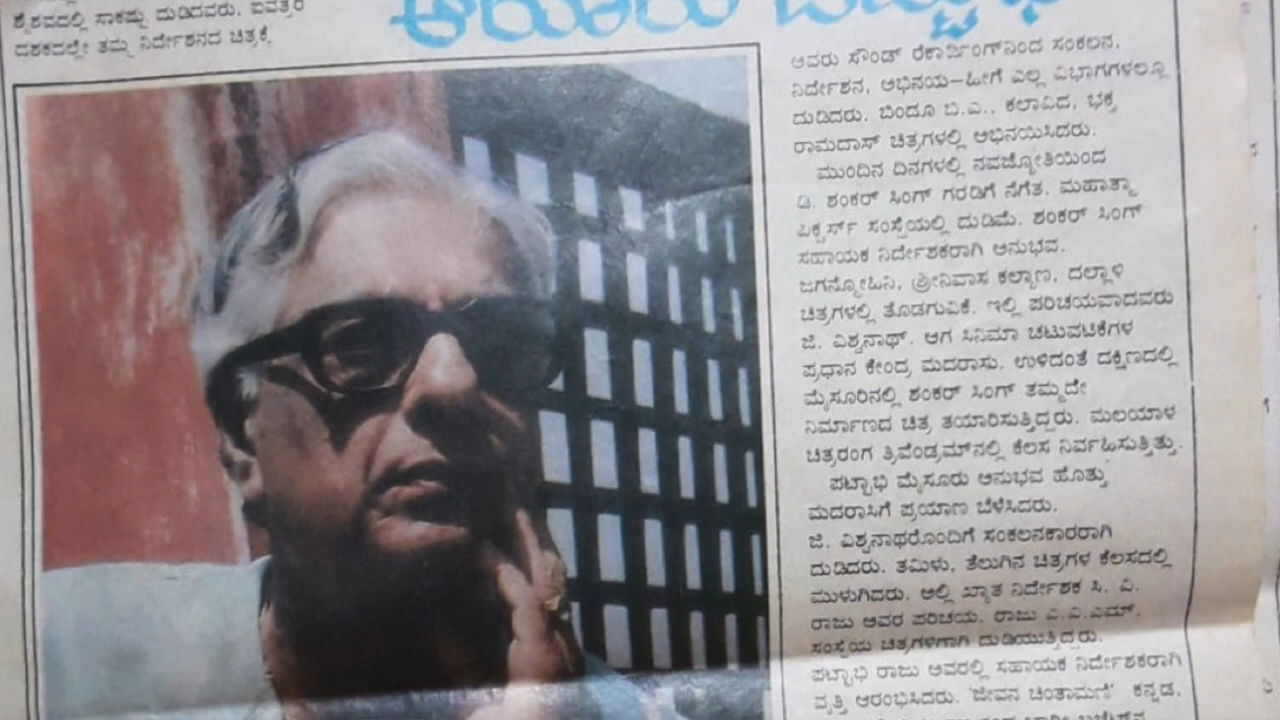 ಶೈಶವದಲ್ಲಿ ಸಾಕಷ್ಟು ದುಡಿದವರು. ಐವತ್ತರ
ದಶಕದಲ್ಲೇ ತಮ್ಮ ನಿರ್ದೇಶನದ ಚಿತ್ರಕ್ಕೆ
ಆರೂರು ಪಟ್ಟಾಭಿ
ಅವರು ಸೌಂಡ್ ರೆಕಾರ್ಡಿಂಗ್‌ನಿಂದ ಸಂಕಲನ,
ನಿರ್ದೇಶನ, ಅಭಿನಯ–ಹೀಗೆ ಎಲ್ಲ ವಿಭಾಗಗಳಲ್ಲೂ
ದುಡಿದರು. ಬಿಂದೂ ಬಿ.ಎ., ಕಲಾವಿದ, ಭಕ್ತ
ರಾಮದಾಸ್ ಚಿತ್ರಗಳಲ್ಲಿ ಅಭಿನಯಿಸಿದರು.
ಮುಂದಿನ ದಿನಗಳಲ್ಲಿ ನವಜ್ಯೋತಿಯಿಂದ
ಡಿ. ಶಂಕರ್ ಸಿಂಗ್ ಗರಡಿಗೆ ನೆಗೆತ. ಮಹಾತ್ಮಾ
ಪಿಕ್ಚರ್ಸ್ ಸಂಸ್ಥೆಯಲ್ಲಿ ದುಡಿಮೆ. ಶಂಕರ್ ಸಿಂಗ್
ಸಹಾಯಕ ನಿರ್ದೇಶಕರಾಗಿ ಅನುಭವ.
ಜಗನ್ಮೋಹಿನಿ, ಶ್ರೀನಿವಾಸ ಕಲ್ಯಾಣ, ದಲ್ಲಾಳಿ
ಚಿತ್ರಗಳಲ್ಲಿ ತೊಡಗುವಿಕೆ. ಇಲ್ಲಿ ಪರಿಚಯವಾದವರು
ಜಿ. ವಿಶ್ವನಾಥ್. ಆಗ ಸಿನಿಮಾ ಚಟುವಟಿಕೆಗಳ
ಪ್ರಧಾನ ಕೇಂದ್ರ ಮದರಾಸು. ಉಳಿದಂತೆ ದಕ್ಷಿಣದಲ್ಲಿ
ಮೈಸೂರಿನಲ್ಲಿ ಶಂಕರ್ ಸಿಂಗ್ ತಮ್ಮದೇ
ನಿರ್ಮಾಣದ ಚಿತ್ರ ತಯಾರಿಸುತ್ತಿದ್ದರು. ಮಲಯಾಳ
ಚಿತ್ರರಂಗ ತ್ರಿವೆಂಡ್ರಮ್‌ನಲ್ಲಿ ಕೆಲಸ ನಿರ್ವಹಿಸುತ್ತಿತ್ತು.
ಪಟ್ಟಾಭಿ ಮೈಸೂರು ಅನುಭವ ಹೊತ್ತು
ಮದರಾಸಿಗೆ ಪ್ರಯಾಣ ಬೆಳೆಸಿದರು.
ಜಿ. ವಿಶ್ವನಾಥರೊಂದಿಗೆ ಸಂಕಲನಕಾರರಾಗಿ
ದುಡಿದರು. ತಮಿಳು, ತೆಲುಗಿನ ಚಿತ್ರಗಳ ಕೆಲಸದಲ್ಲಿ
ಮುಳುಗಿದರು. ಅಲ್ಲಿ ಖ್ಯಾತ ನಿರ್ದೇಶಕ ಸಿ. ವಿ.
ರಾಜು ಅವರ ಪರಿಚಯ. ರಾಜು ಎ.ವಿ.ಎಮ್.
ಸಂಸ್ಥೆಯ ಚಿತ್ರಗಳಿಗಾಗಿ ದುಡಿಯುತ್ತಿದ್ದರು.
ಪಟ್ಟಾಭಿ ರಾಜು ಅವರಲ್ಲಿ ಸಹಾಯಕ ನಿರ್ದೇಶಕರಾಗಿ
ವೃತ್ತಿ ಆರಂಭಿಸಿದರು. 'ಜೀವನ ಚಿಂತಾಮಣಿ' ಕನ್ನಡ,